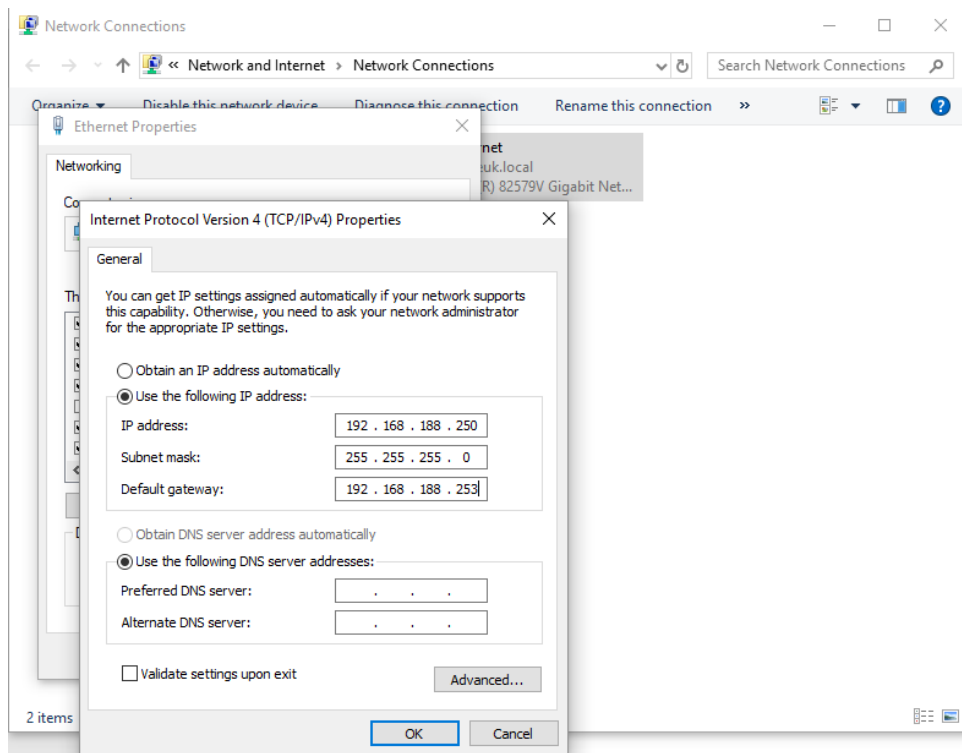 Network Connections
« Network and Internet › Network Connections
Search Network Connections
Organize Disable this network device Diagnose this connection Rename this connection »
Ethernet Properties
net
euk.local
R) 82579V Gigabit Net...
Networking
Co
Internet Protocol Version 4 (TCP/IPv4) Properties
General
Th
You can get IP settings assigned automatically if your network supports
this capability. Otherwise, you need to ask your network administrator
for the appropriate IP settings.
Obtain an IP address automatically
Use the following IP address:
IP address: 192 . 168 . 188 . 250
Subnet mask: 255 . 255 . 255 . 0
Default gateway: 192 . 168 . 188 . 253
Obtain DNS server address automatically
Use the following DNS server addresses:
Preferred DNS server: . . .
Alternate DNS server: . . .
Validate settings upon exit
Advanced...
2 items
OK Cancel